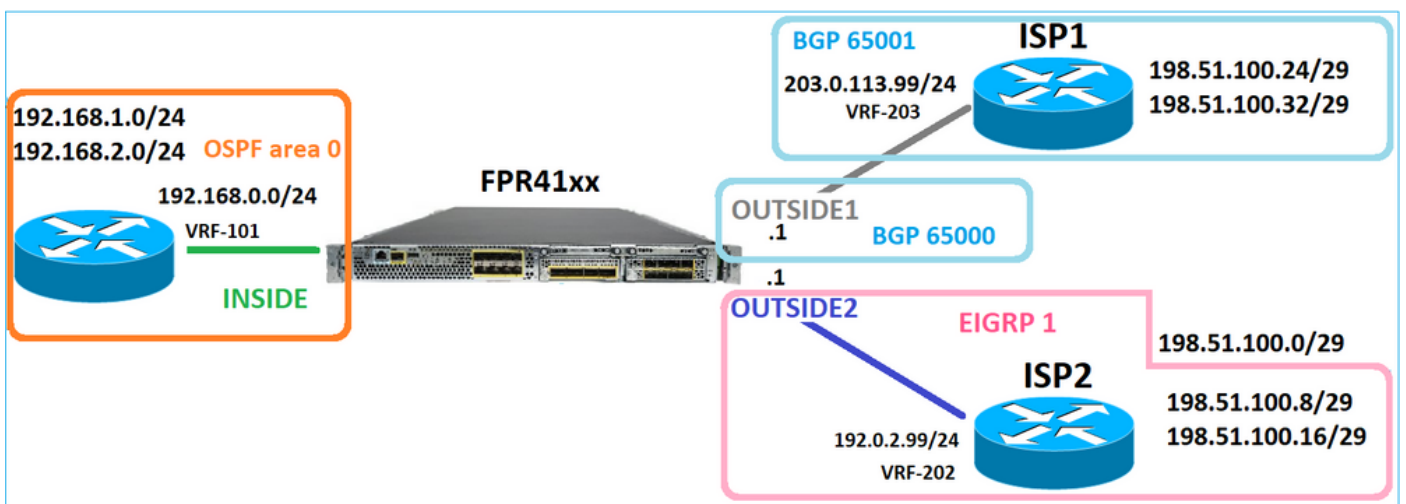 192.168.1.0/24
192.168.2.0/24 OSPF area 0
192.168.0.0/24
VRF-101
INSIDE
FPR41xx
BGP 65001
ISP1
203.0.113.99/24
VRF-203
198.51.100.24/29
198.51.100.32/29
OUTSIDE1
.1
BGP 65000
.1
OUTSIDE2
EIGRP 1
198.51.100.0/29
ISP2
192.0.2.99/24
VRF-202
198.51.100.8/29
198.51.100.16/29